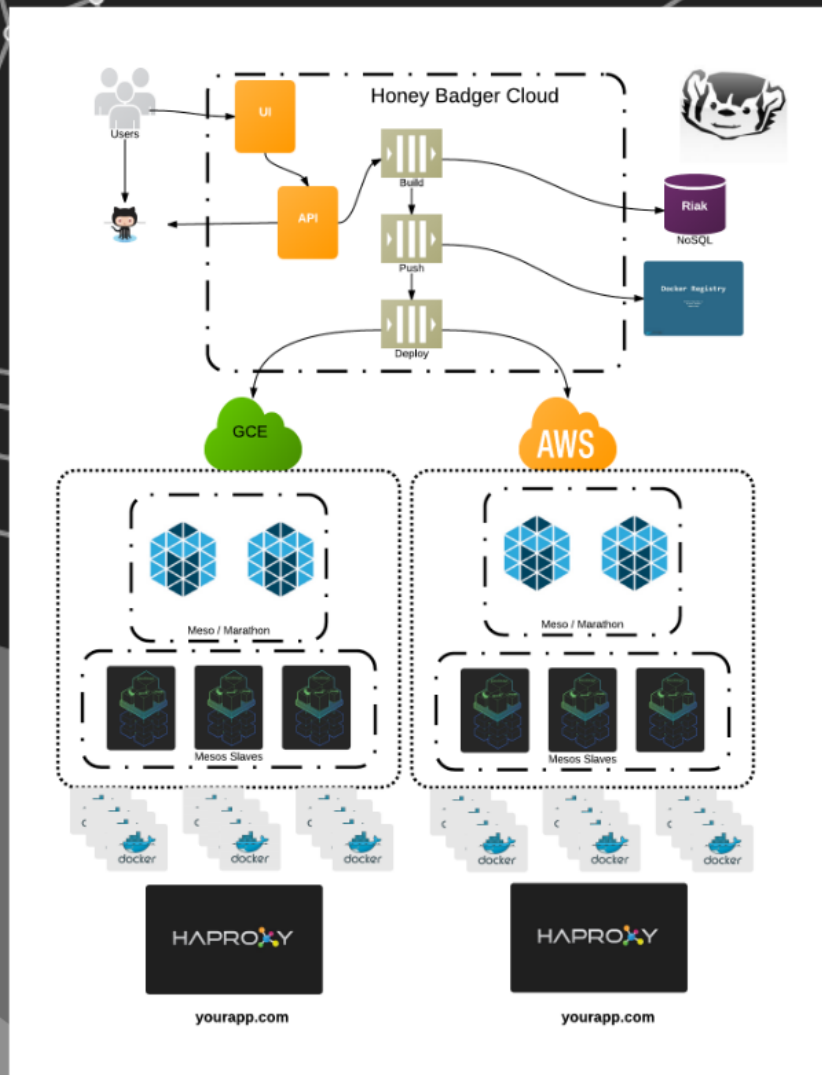 Honey Badger Cloud
Users
UI
API
Build
Push
Deploy
Riak
NoSQL
Docker Registry
GCE
AWS
Meso / Marathon
Meso / Marathon
Mesos Slaves
Mesos Slaves
docker
docker
docker
docker
docker
docker
HAPROXY
HAPROXY
yourapp.com
yourapp.com